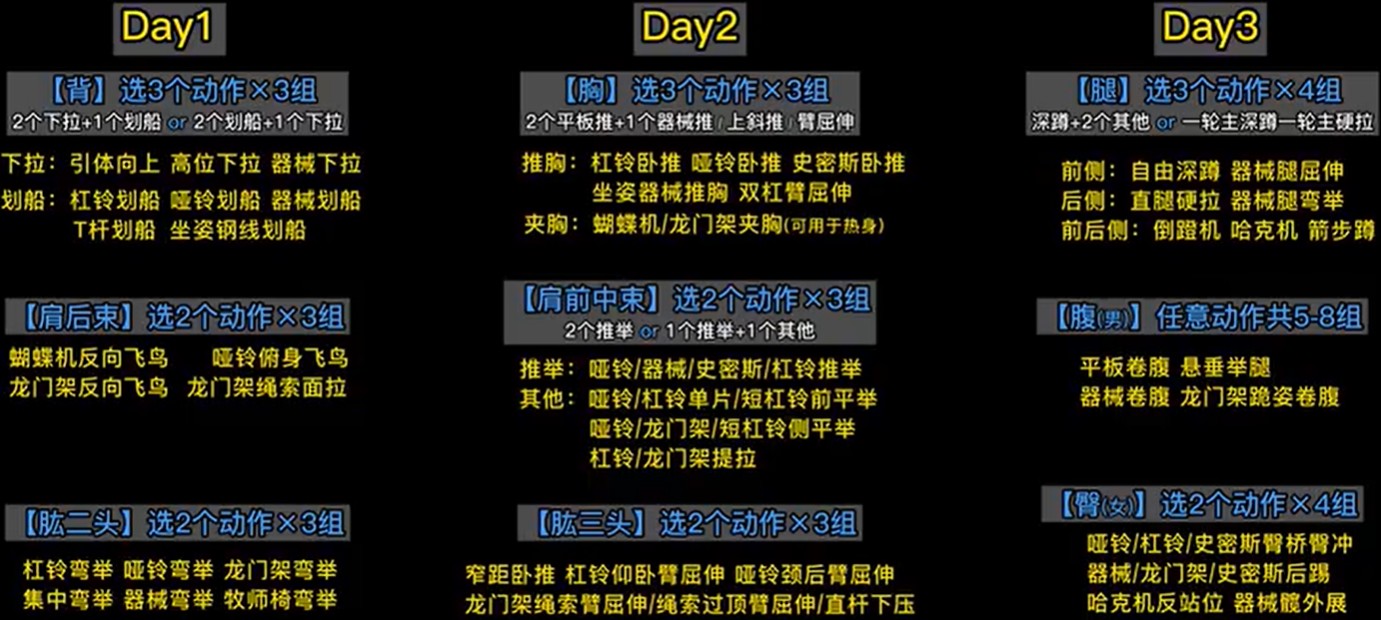 Day1
【背】选3个动作×3组
2个下拉+1个划船 or 2个划船+1个下拉
下拉：引体向上 高位下拉 器械下拉
划船：杠铃划船 哑铃划船 器械划船
T杆划船 坐姿钢线划船
【肩后束】选2个动作×3组
蝴蝶机反向飞鸟 哑铃俯身飞鸟
龙门架反向飞鸟 龙门架绳索面拉
【肱二头】选2个动作×3组
杠铃弯举 哑铃弯举 龙门架弯举
集中弯举 器械弯举 牧师椅弯举
Day2
【胸】选3个动作×3组
2个平板推+1个器械推/上斜推/臂屈伸
推胸：杠铃卧推 哑铃卧推 史密斯卧推
坐姿器械推胸 双杠臂屈伸
夹胸：蝴蝶机/龙门架夹胸(可用于热身)
【肩前中束】选2个动作×3组
2个推举 or 1个推举+1个其他
推举：哑铃/器械/史密斯/杠铃推举
其他：哑铃/杠铃单片/短杠铃前平举
哑铃/龙门架/短杠铃侧平举
杠铃/龙门架提拉
【肱三头】选2个动作×3组
窄距卧推 杠铃仰卧臂屈伸 哑铃颈后臂屈伸
龙门架绳索臂屈伸/绳索过顶臂屈伸/直杆下压
Day3
【腿】选3个动作×4组
深蹲+2个其他 or 一轮主深蹲一轮主硬拉
前侧：自由深蹲 器械腿屈伸
后侧：直腿硬拉 器械腿弯举
前后侧：倒蹬机 哈克机 箭步蹲
【腹(男)】任意动作共5-8组
平板卷腹 悬垂举腿
器械卷腹 龙门架跪姿卷腹
【臀(女)】选2个动作×4组
哑铃/杠铃/史密斯臀桥臀冲
器械/龙门架/史密斯后踢
哈克机反站位 器械髋外展